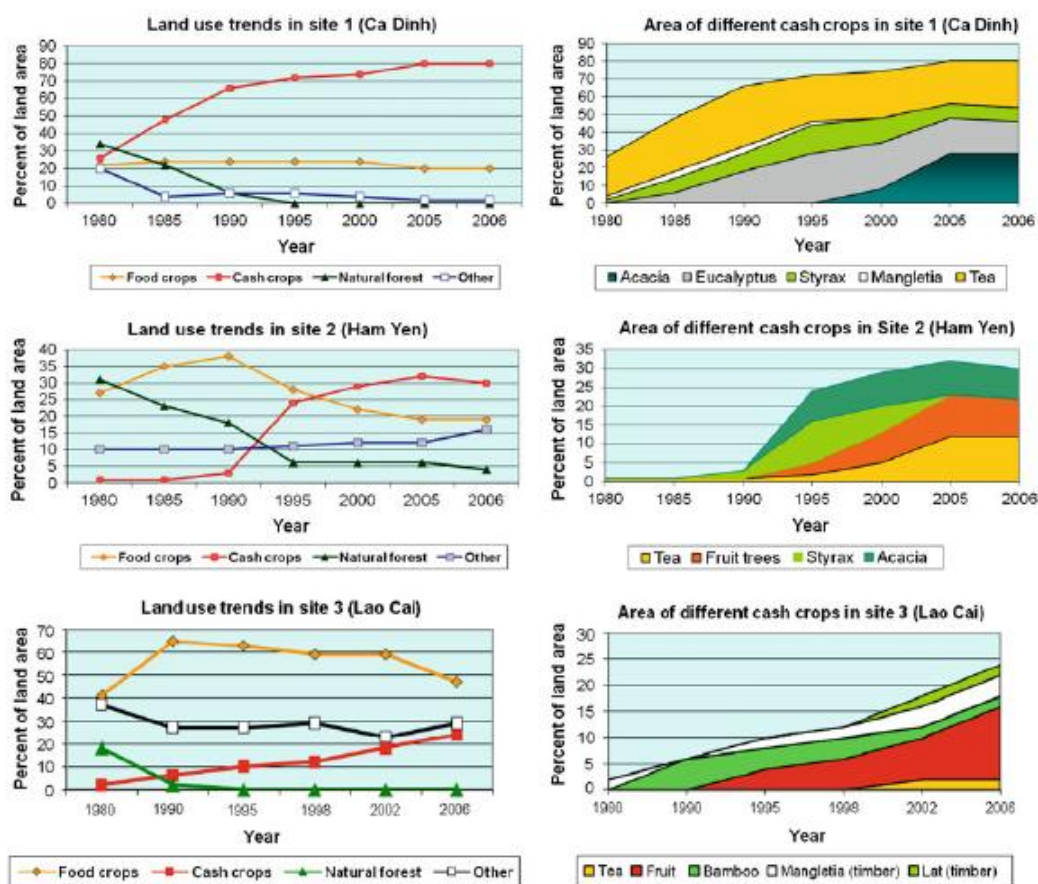 Land use trends in site 1 (Ca Dinh)
Percent of land area
90
80
70
60
50
40
30
20
10
0
1980 1985 1990 1995 2000 2005 2006
Year
Food crops Cash crops Natural forest Other
Area of different cash crops in site 1 (Ca Dinh)
Percent of land area
90
80
70
60
50
40
30
20
10
0
1980 1985 1990 1995 2000 2005 2006
Year
Acacia Eucalyptus Styrax Mangletia Tea
Land use trends in site 2 (Ham Yen)
Percent of land area
40
35
30
25
20
15
10
5
0
1980 1985 1990 1995 2000 2005 2006
Year
Food crops Cash crops Natural forest Other
Area of different cash crops in Site 2 (Ham Yen)
Percent of land area
35
30
25
20
15
10
5
0
1980 1985 1990 1995 2000 2005 2006
Year
Tea Fruit trees Styrax Acacia
Land use trends in site 3 (Lao Cai)
Percent of land area
70
60
50
40
30
20
10
0
1980 1990 1995 1998 2002 2006
Year
Food crops Cash crops Natural forest Other
Area of different cash crops in site 3 (Lao Cai)
Percent of land area
30
25
20
15
10
5
0
1980 1990 1995 1998 2002 2006
Year
Tea Fruit Bamboo Mangletia (timber) Lat (timber)